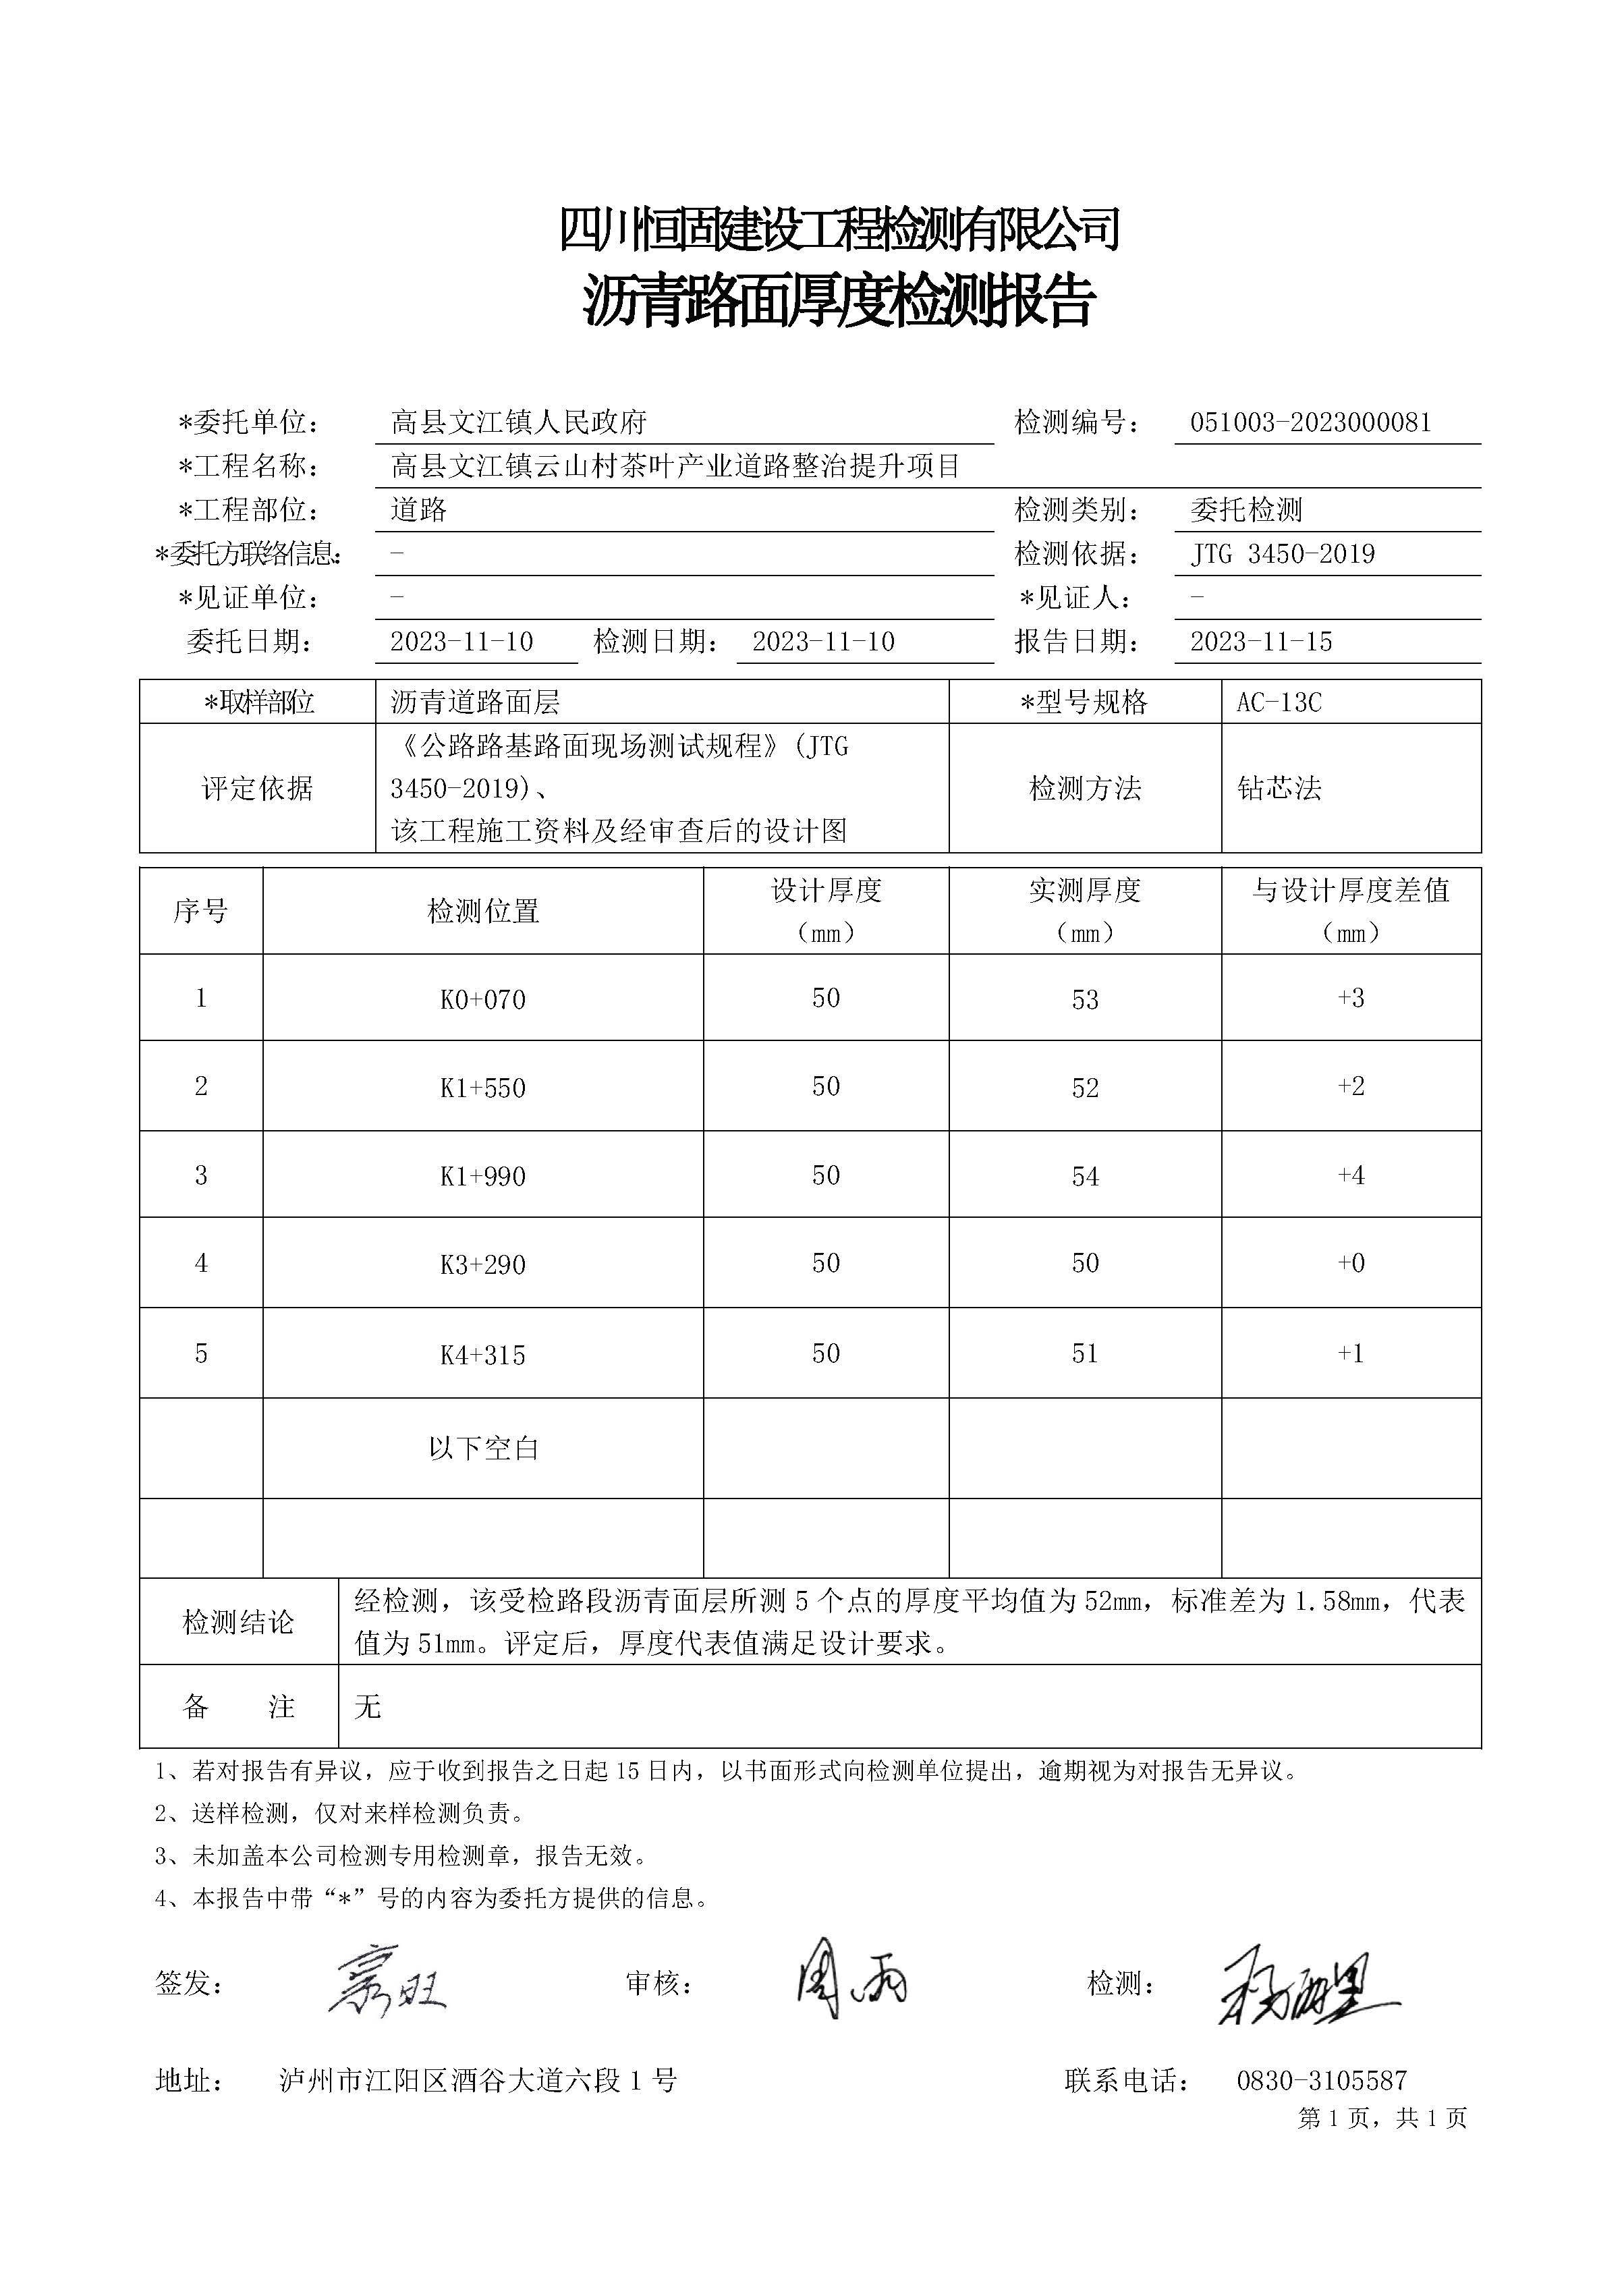 四川恒固建设工程检测有限公司
沥青路面厚度检测报告
*委托单位： 高县文江镇人民政府 检测编号： 051003-2023000081
*工程名称： 高县文江镇云山村茶叶产业道路整治提升项目
*工程部位： 道路 检测类别： 委托检测
*委托方联络信息： - 检测依据： JTG 3450-2019
*见证单位： - *见证人： -
委托日期： 2023-11-10 检测日期： 2023-11-10 报告日期： 2023-11-15
*取样部位 沥青道路面层 *型号规格 AC-13C
《公路路基路面现场测试规程》(JTG
评定依据 3450-2019)、 检测方法 钻芯法
该工程施工资料及经审查后的设计图
序号 检测位置 设计厚度 实测厚度 与设计厚度差值
（mm） （mm） （mm）
1 K0+070 50 53 +3
2 K1+550 50 52 +2
3 K1+990 50 54 +4
4 K3+290 50 50 +0
5 K4+315 50 51 +1
以下空白
检测结论 经检测，该受检路段沥青面层所测 5 个点的厚度平均值为 52mm，标准差为 1.58mm，代表
值为 51mm。评定后，厚度代表值满足设计要求。
备 注 无
1、若对报告有异议，应于收到报告之日起 15 日内，以书面形式向检测单位提出，逾期视为对报告无异议。
2、送样检测，仅对来样检测负责。
3、未加盖本公司检测专用检测章，报告无效。
4、本报告中带“*”号的内容为委托方提供的信息。
签发： 审核： 周雨 检测：
地址： 泸州市江阳区酒谷大道六段 1 号 联系电话： 0830-3105587
第 1 页，共 1 页